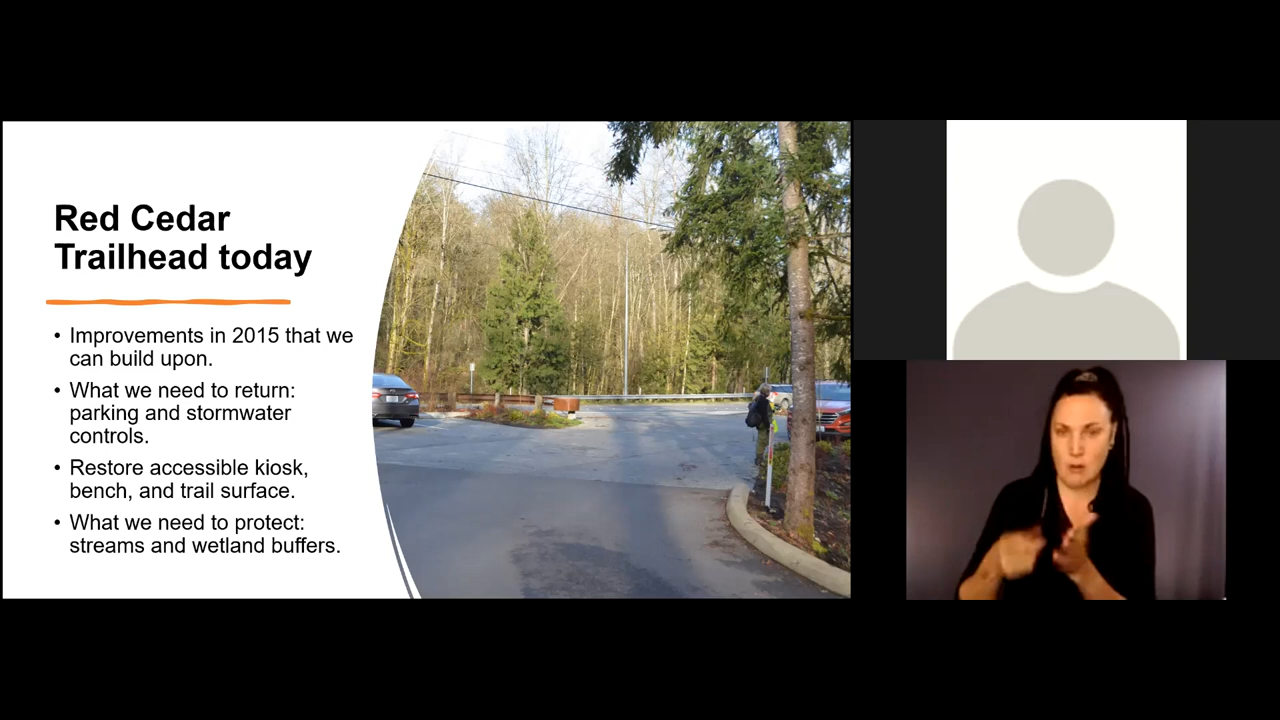 Red Cedar
Trailhead today
• Improvements in 2015 that we
can build upon.
• What we need to return:
parking and stormwater
controls.
• Restore accessible kiosk,
bench, and trail surface.
• What we need to protect:
streams and wetland buffers.